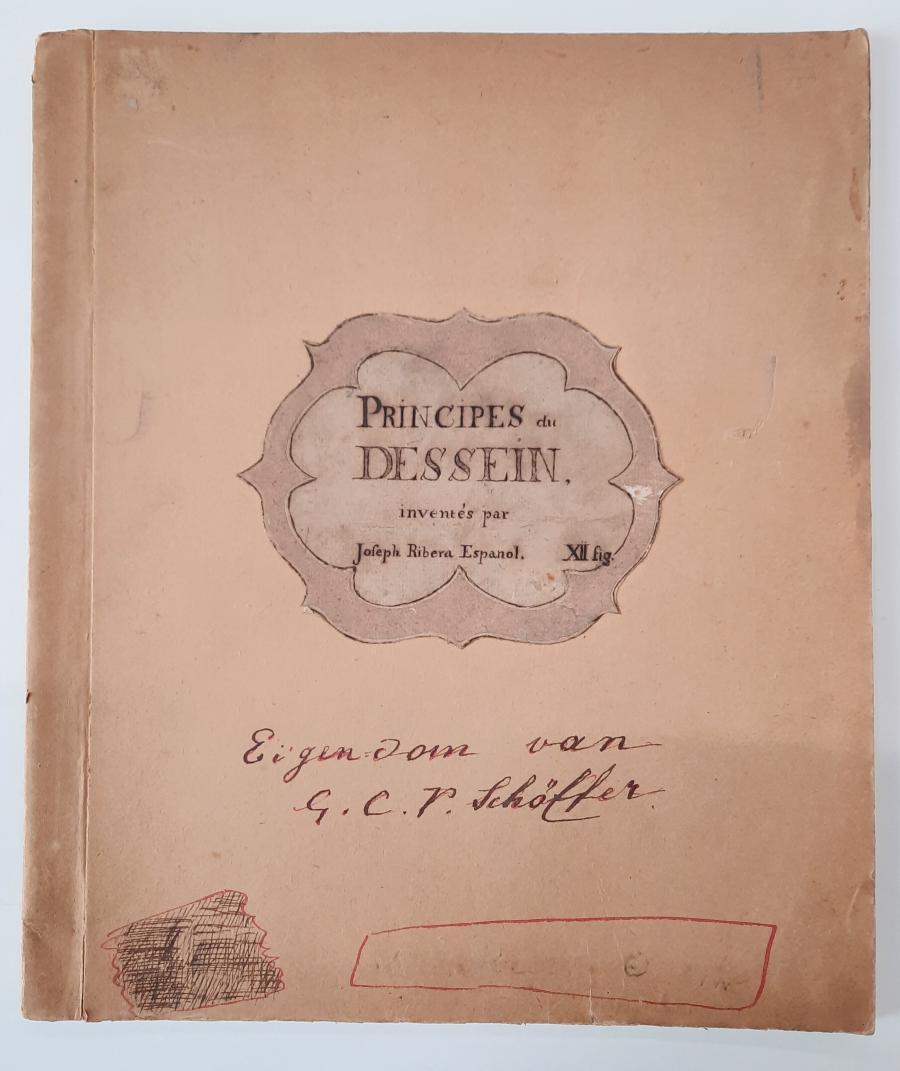 PRINCIPES du
DESSEIN,
inventés par
Joſeph Ribera Espanol. XII fig.
Eigendom van
G. C. V. Schöffer